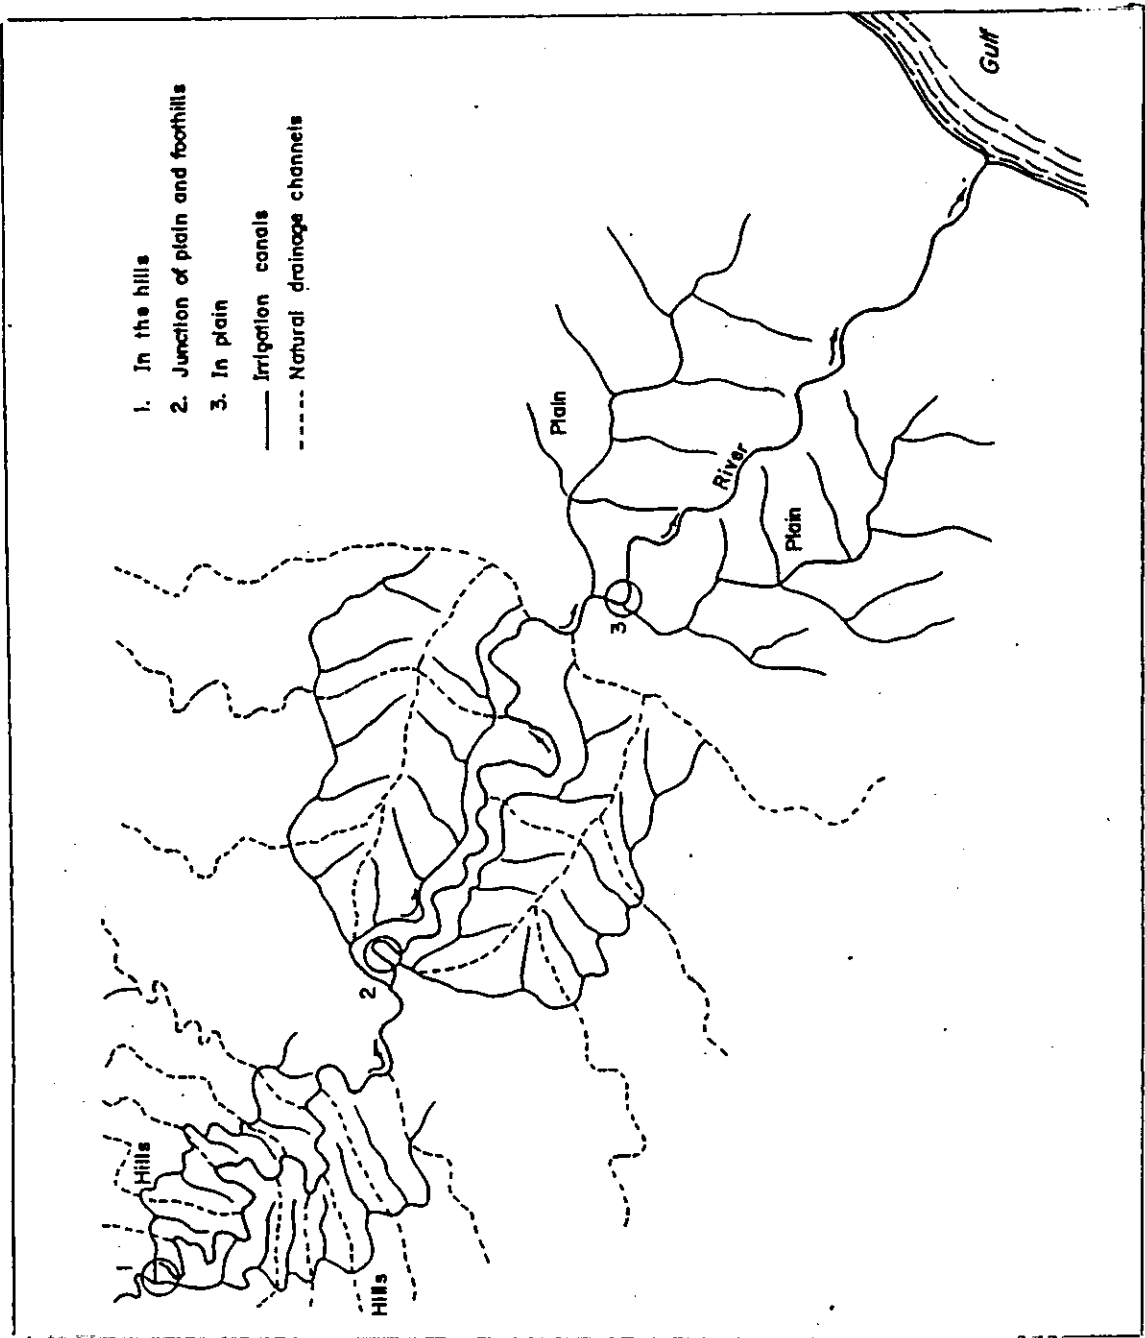 1. In the hills
2. Junction of plain and foothills
3. In plain
Irrigation canals
Natural drainage channels
Gulf
Plain
River
Plain
3
2
Hills
1
Hills